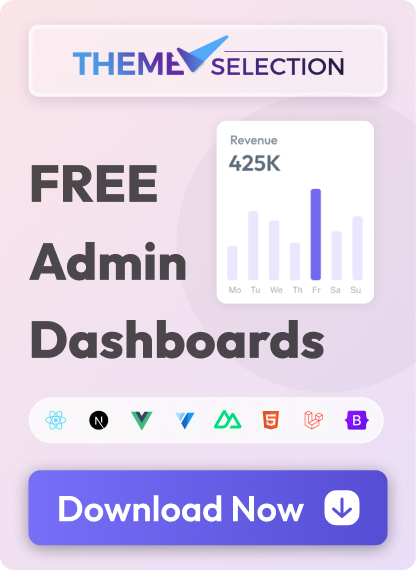 THEME SELECTION
Revenue
425K
Mo Tu We Th Fr Sa Su
FREE
Admin
Dashboards
N 5 B
Download Now